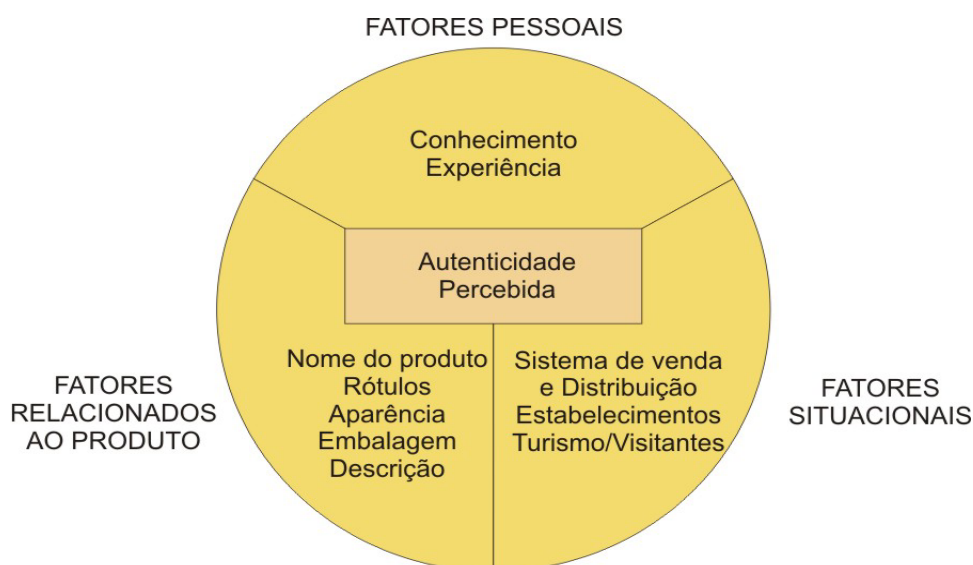 FATORES PESSOAIS
Conhecimento
Experiência
Autenticidade
Percebida
Nome do produto
Rótulos
Aparência
Embalagem
Descrição
Sistema de venda
e Distribuição
Estabelecimentos
Turismo/Visitantes
FATORES
RELACIONADOS
AO PRODUTO
FATORES
SITUACIONAIS